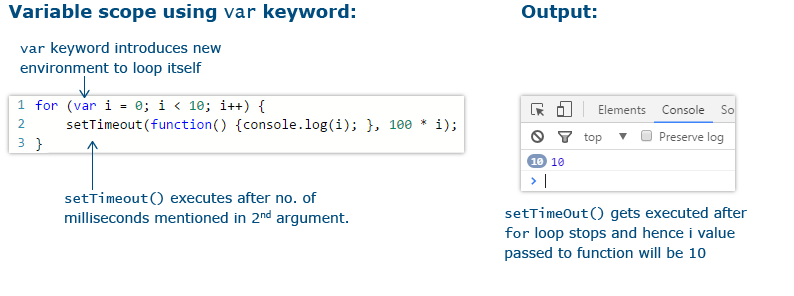 Variable scope using var keyword:
Output:
var keyword introduces new
environment to loop itself
1 for (var i = 0; i < 10; i++) {
2 setTimeout(function() {console.log(i); }, 100 * i);
3 }
setTimeout() executes after no. of
milliseconds mentioned in 2nd argument.
Elements Console So
top ▼ Preserve log
10 10
>
setTimeOut() gets executed after
for loop stops and hence i value
passed to function will be 10